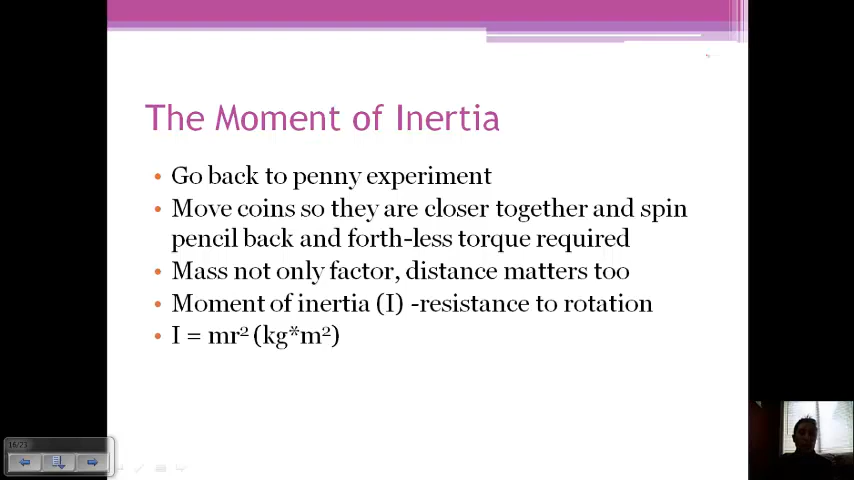 The Moment of Inertia
• Go back to penny experiment
• Move coins so they are closer together and spin
pencil back and forth-less torque required
• Mass not only factor, distance matters too
• Moment of inertia (I) -resistance to rotation
• I = mr² (kg*m²)
16/23